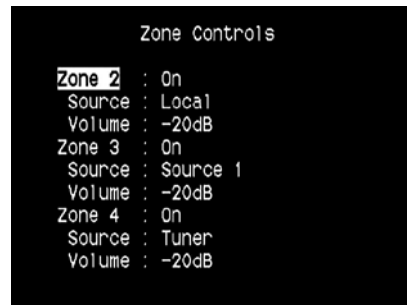 Zone Controls
Zone 2 : On
Source : Local
Volume : -20dB
Zone 3 : On
Source : Source 1
Volume : -20dB
Zone 4 : On
Source : Tuner
Volume : -20dB